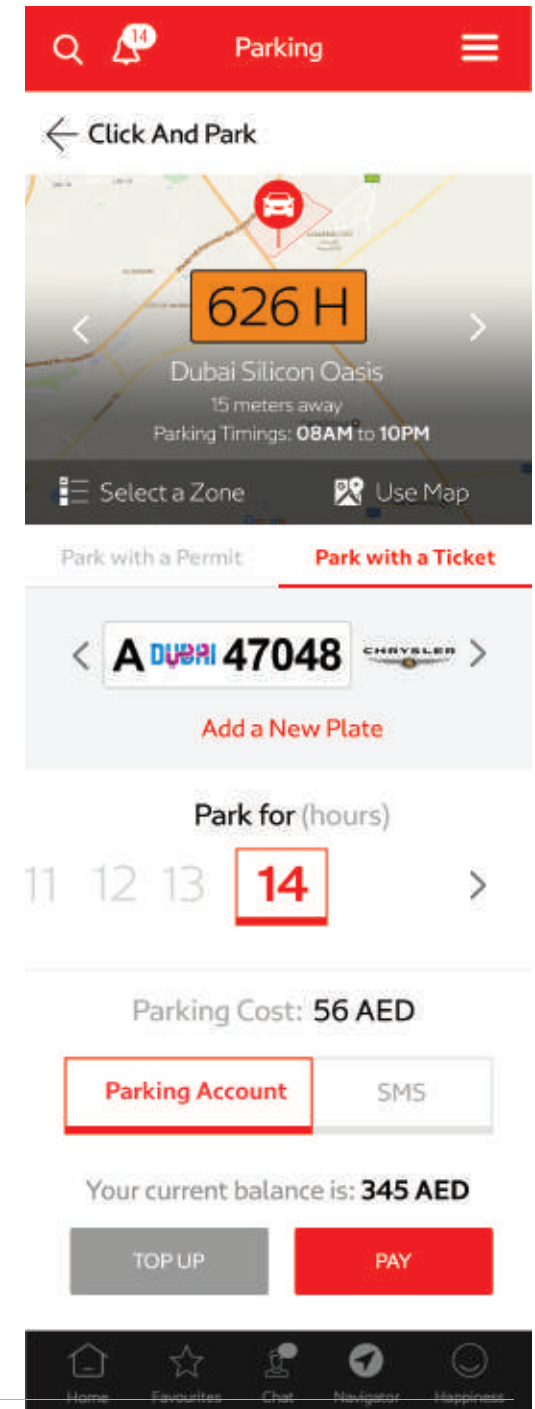 14
Parking
Click And Park
626 H
Dubai Silicon Oasis
15 meters away
Parking Timings: 08AM to 10PM
Select a Zone
Use Map
Park with a Permit
Park with a Ticket
A DUBAI 47048 CHRYSLER
Add a New Plate
Park for (hours)
11 12 13 14
Parking Cost: 56 AED
Parking Account
SMS
Your current balance is: 345 AED
TOP UP
PAY
Home Favourites Chat Navigator Happiness